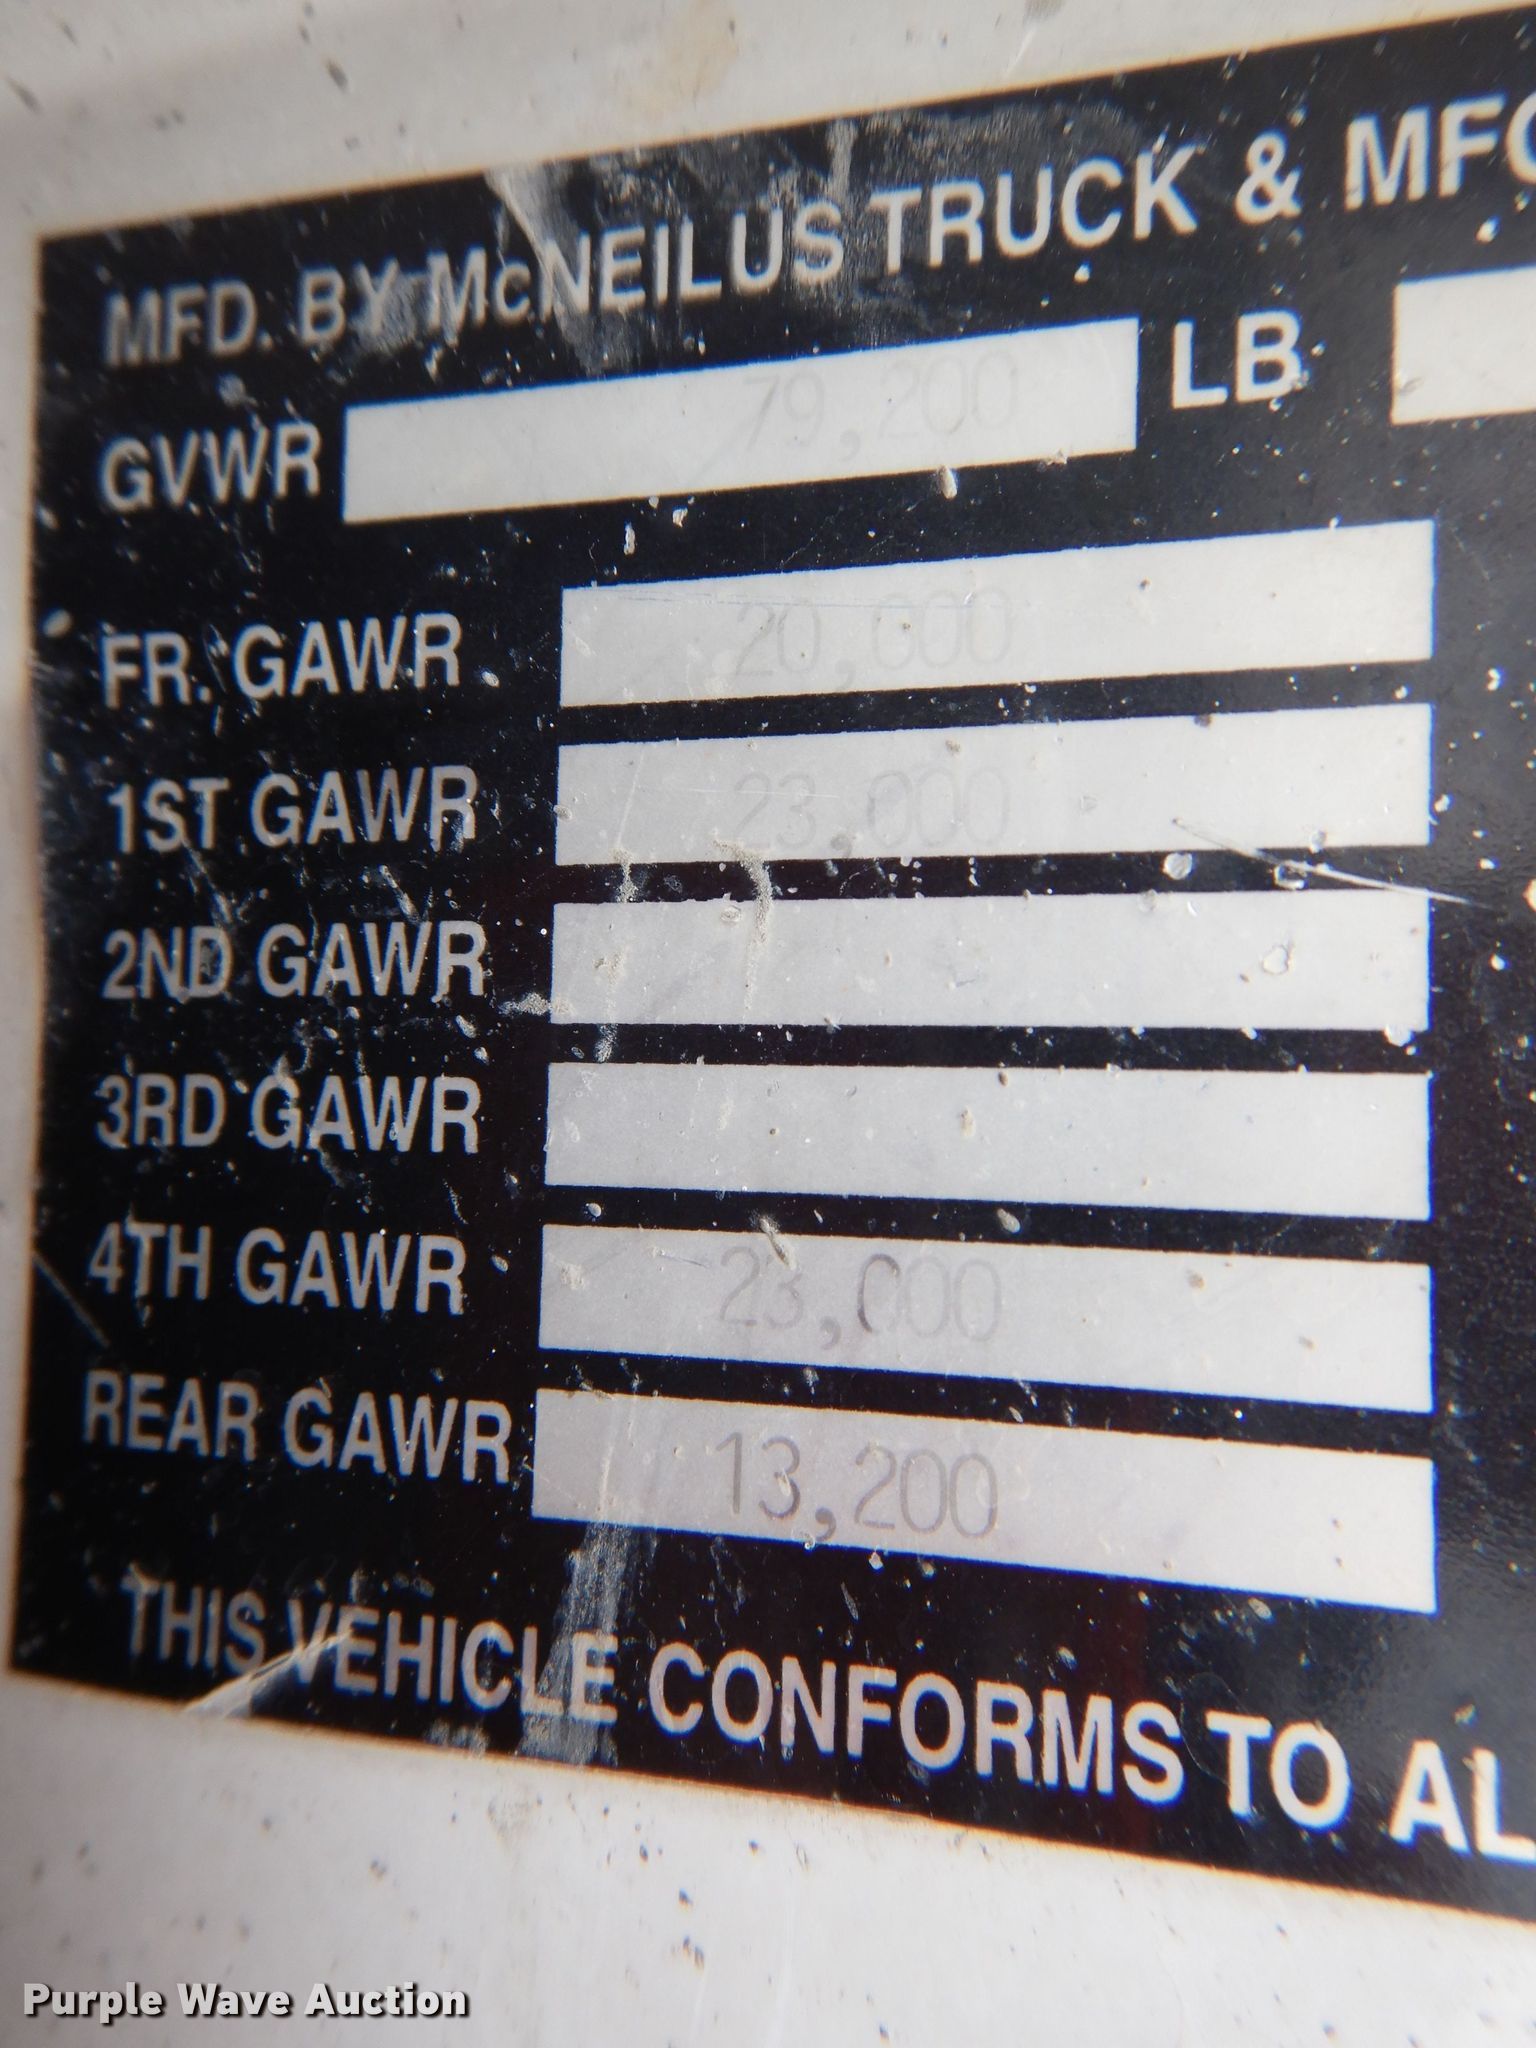 MFD. BY McNEILUS TRUCK & MFG
GVWR 79,200 LB
FR. GAWR 20,000
1ST GAWR 23,000
2ND GAWR
3RD GAWR
4TH GAWR 23,000
REAR GAWR 13,200
THIS VEHICLE CONFORMS TO AL
Purple Wave Auction